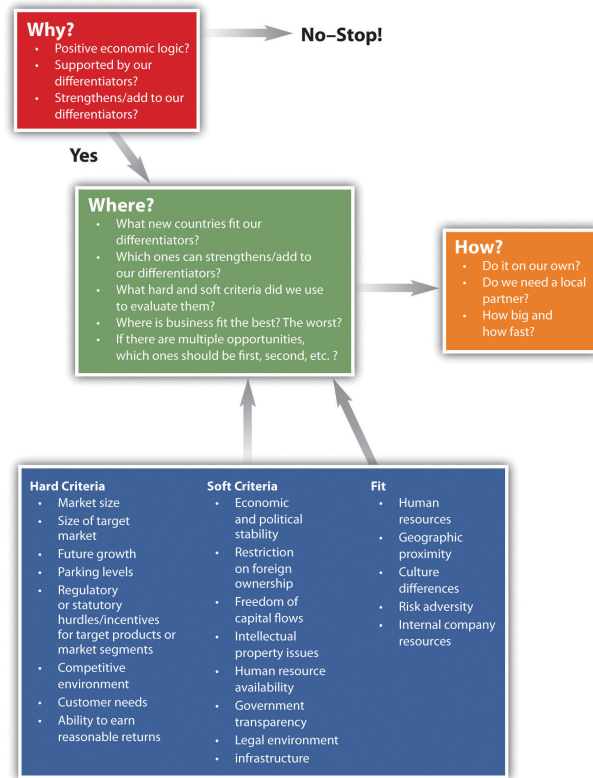 Why?
• Positive economic logic?
• Supported by our
differentiators?
• Strengthens/add to our
differentiators?
No–Stop!
Yes
Where?
• What new countries fit our
differentiators?
• Which ones can strengthens/add to
our differentiators?
• What hard and soft criteria did we use
to evaluate them?
• Where is business fit the best? The worst?
• If there are multiple opportunities,
which ones should be first, second, etc. ?
How?
• Do it on our own?
• Do we need a local
partner?
• How big and
how fast?
Hard Criteria
• Market size
• Size of target
market
• Future growth
• Parking levels
• Regulatory
or statutory
hurdles/incentives
for target products or
market segments
• Competitive
environment
• Customer needs
• Ability to earn
reasonable returns
Soft Criteria
• Economic
and political
stability
• Restriction
on foreign
ownership
• Freedom of
capital flows
• Intellectual
property issues
• Human resource
availability
• Government
transparency
• Legal environment
• infrastructure
Fit
• Human
resources
• Geographic
proximity
• Culture
differences
• Risk adversity
• Internal company
resources